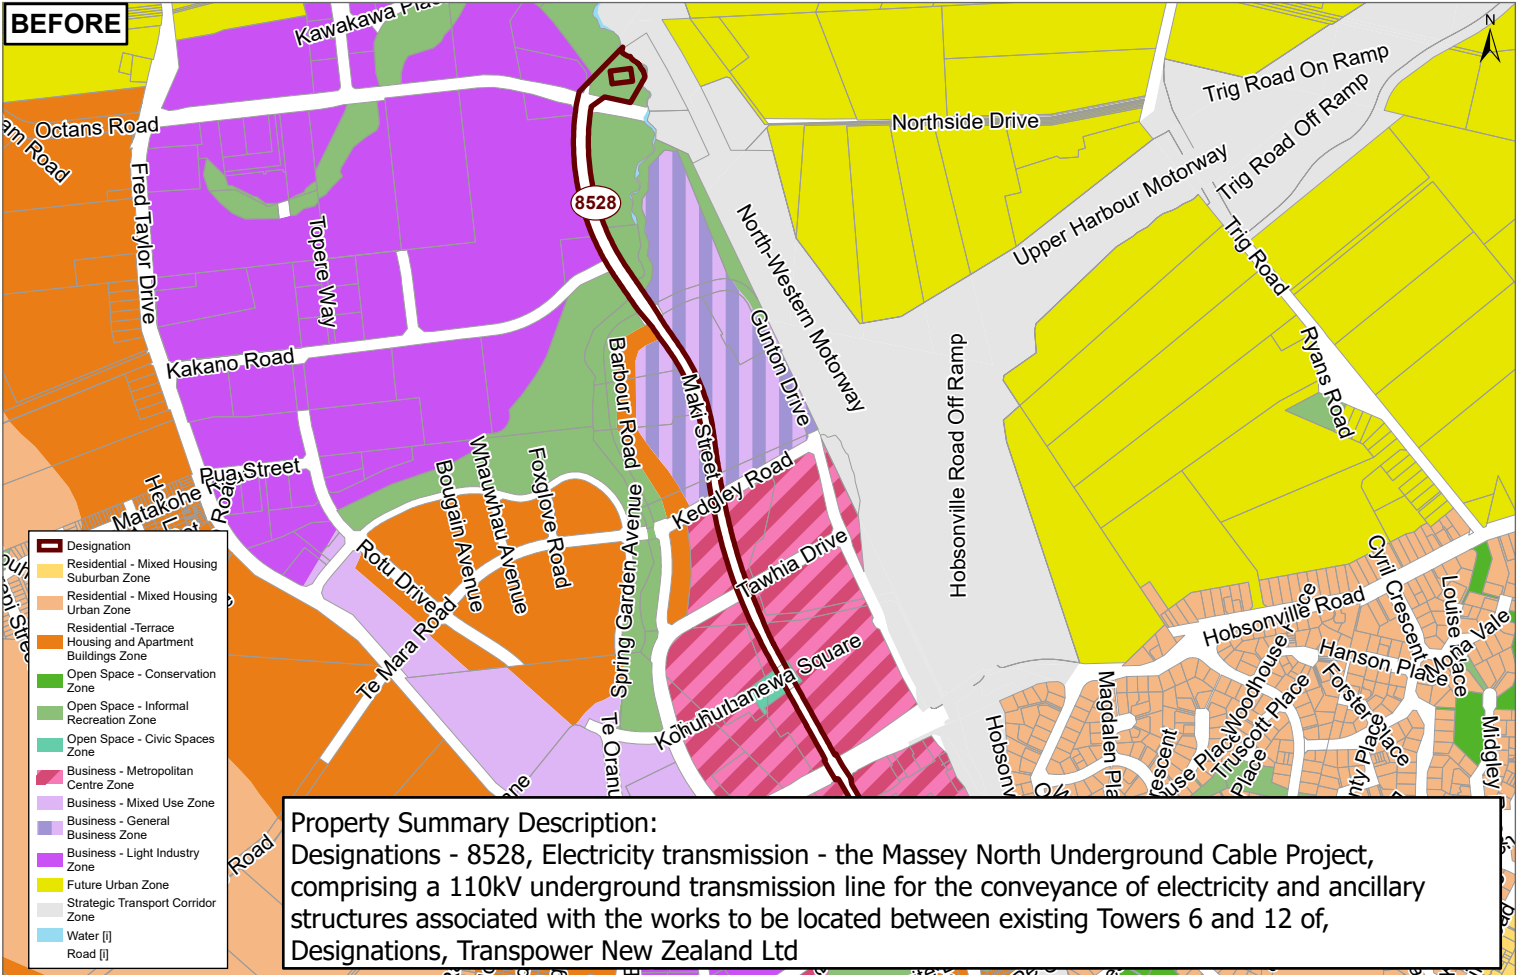 BEFORE
N
Kawakawa
Octans Road
Road
Fred Taylor Drive
Topere Way
Kakano Road
8528
Northside Drive
Trig Road On Ramp
Trig Road Off Ramp
Trig Road Off Ramp
Upper Harbour Motorway
Trig Road
North-Western Motorway
Gunton Drive
Ryans Road
Barbour Road
Maki Street
Hobsonville Road Off Ramp
Pua Street
Matakohe
Road
Bougain Avenue
Whauwhau Avenue
Foxglove Road
Kedgley Road
Tawhia Drive
Rotu Drive
Te Mara Road
Spring Garden Avenue
Square
Te Oranui
Hobsonville Road
Cyril Crescent
Louise Place
Mona Vale
Hanson Place
Forster Place
Woodhouse Place
Truscott Place
Magdalen
Midgley
Place
Road
Designation
Residential - Mixed Housing
Suburban Zone
Residential - Mixed Housing
Urban Zone
Residential -Terrace
Housing and Apartment
Buildings Zone
Open Space - Conservation
Zone
Open Space - Informal
Recreation Zone
Open Space - Civic Spaces
Zone
Business - Metropolitan
Centre Zone
Business - Mixed Use Zone
Business - General
Business Zone
Business - Light Industry
Zone
Future Urban Zone
Strategic Transport Corridor
Zone
Water [i]
Road [i]
Property Summary Description:
Designations - 8528, Electricity transmission - the Massey North Underground Cable Project,
comprising a 110kV underground transmission line for the conveyance of electricity and ancillary
structures associated with the works to be located between existing Towers 6 and 12 of,
Designations, Transpower New Zealand Ltd